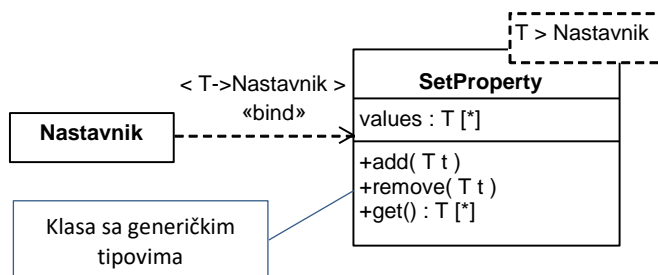 T > Nastavnik
< T->Nastavnik >
«bind»
SetProperty
Nastavnik
values : T [*]
+add( T t )
+remove( T t )
+get() : T [*]
Klasa sa generičkim
tipovima